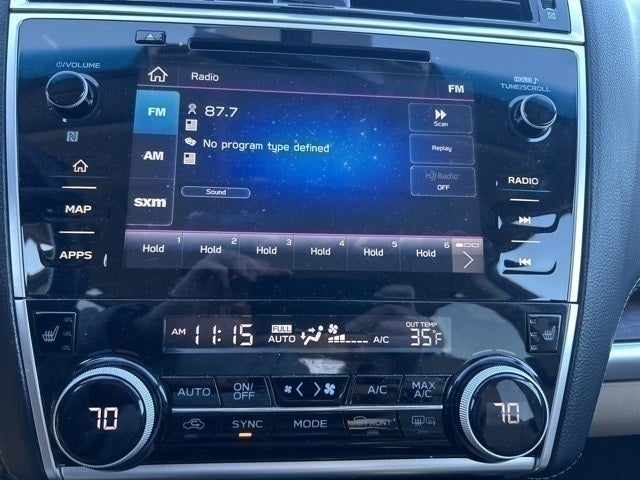 Radio
FM
⏻/VOLUME
HOLD ♪
TUNE/SCROLL
FM
87.7
Scan
AM
No program type defined
Replay
HD Radio
OFF
sxm
Sound
MAP
RADIO
APPS
Hold 1 Hold 2 Hold 3 Hold 4 Hold 5 Hold 6
AM 11:15 FULL AUTO A/C OUT TEMP 35°F
AUTO ON/OFF A/C MAX A/C
70 70
SYNC MODE FRONT